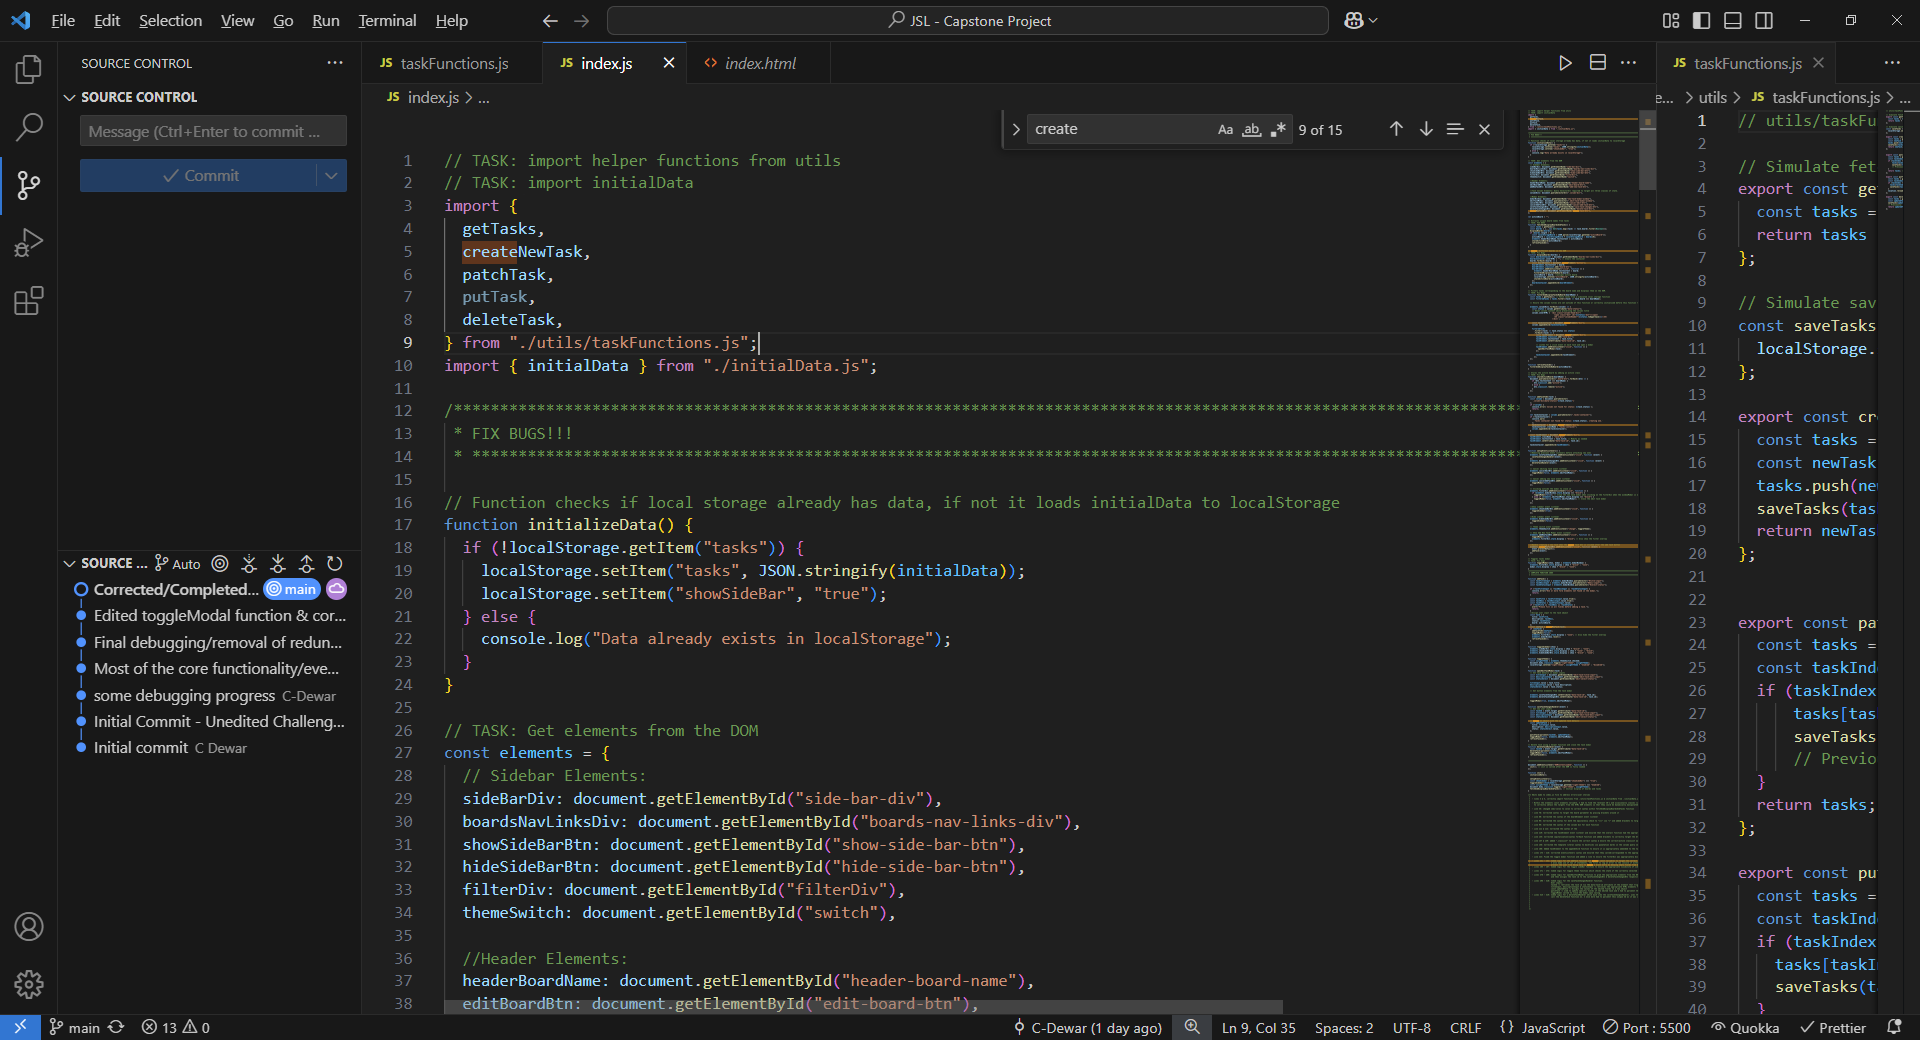 File Edit Selection View Go Run Terminal Help
JSL - Capstone Project
SOURCE CONTROL
SOURCE CONTROL
Message (Ctrl+Enter to commit ...
Commit
SOURCE ... Auto
Corrected/Completed... main
Edited toggleModal function & cor...
Final debugging/removal of redun...
Most of the core functionality/eve...
some debugging progress C-Dewar
Initial Commit - Unedited Challeng...
Initial commit C Dewar
JS taskFunctions.js
JS index.js
<> index.html
JS index.js > ...
create
Aa ab
9 of 15
1 // TASK: import helper functions from utils
2 // TASK: import initialData
3 import {
4 getTasks,
5 createNewTask,
6 patchTask,
7 putTask,
8 deleteTask,
9 } from "./utils/taskFunctions.js";
10 import { initialData } from "./initialData.js";
11
12 /********************************************************************************************************************
13 * FIX BUGS!!!
14 * ******************************************************************************************************************
15
16 // Function checks if local storage already has data, if not it loads initialData to localStorage
17 function initializeData() {
18 if (!localStorage.getItem("tasks")) {
19 localStorage.setItem("tasks", JSON.stringify(initialData));
20 localStorage.setItem("showSideBar", "true");
21 } else {
22 console.log("Data already exists in localStorage");
23 }
24 }
25
26 // TASK: Get elements from the DOM
27 const elements = {
28 // Sidebar Elements:
29 sideBarDiv: document.getElementById("side-bar-div"),
30 boardsNavLinksDiv: document.getElementById("boards-nav-links-div"),
31 showSideBarBtn: document.getElementById("show-side-bar-btn"),
32 hideSideBarBtn: document.getElementById("hide-side-bar-btn"),
33 filterDiv: document.getElementById("filterDiv"),
34 themeSwitch: document.getElementById("switch"),
35
36 //Header Elements:
37 headerBoardName: document.getElementById("header-board-name"),
38 editBoardBtn: document.getElementById("edit-board-btn"),
JS taskFunctions.js
e... > utils > JS taskFunctions.js > ...
1 // utils/taskFu
2
3 // Simulate fet
4 export const ge
5 const tasks =
6 return tasks
7 };
8
9 // Simulate sav
10 const saveTasks
11 localStorage.
12 };
13
14 export const cr
15 const tasks =
16 const newTask
17 tasks.push(ne
18 saveTasks(tas
19 return newTas
20 };
21
22
23 export const pa
24 const tasks =
25 const taskInd
26 if (taskIndex
27 tasks[tas
28 saveTasks
29 // Previo
30 }
31 return tasks;
32 };
33
34 export const pu
35 const tasks =
36 const taskInd
37 if (taskIndex
38 tasks[taskI
39 saveTasks(t
40 }
main 13 0
C-Dewar (1 day ago) Ln 9, Col 35 Spaces: 2 UTF-8 CRLF {} JavaScript Port : 5500 Quokka Prettier